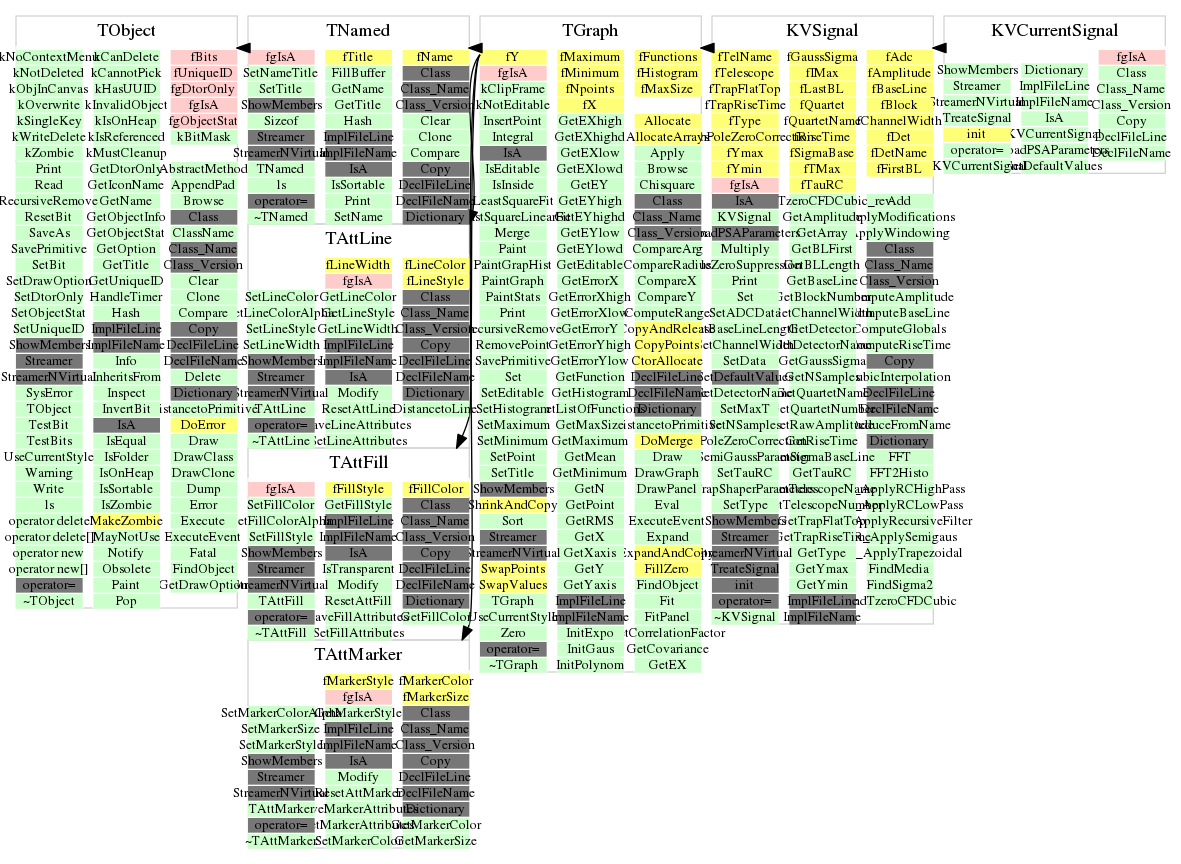 TObject
kNoContextMenu kCanDelete fBits
kNotDeleted kCannotPick fUniqueID
kObjInCanvas kHasUUID fgDtorOnly
kOverwrite kInvalidObject fgIsA
kSingleKey kIsOnHeap fgObjectStat
kWriteDelete kIsReferenced kBitMask
kZombie kMustCleanup
Print GetDtorOnly AbstractMethod
Read GetIconName AppendPad
RecursiveRemove GetName Browse
ResetBit GetObjectInfo Class
SaveAs GetObjectStat ClassName
SavePrimitive GetOption Class_Name
SetBit GetTitle Class_Version
SetDrawOption GetUniqueID Clear
SetDtorOnly HandleTimer Clone
SetObjectStat Hash Compare
SetUniqueID ImplFileLine Copy
ShowMembers ImplFileName DeclFileLine
Streamer Info DeclFileName
StreamerNVirtual InheritsFrom Delete
SysError Inspect Dictionary
TObject InvertBit DistancetoPrimitive
TestBit IsA DoError
TestBits IsEqual Draw
UseCurrentStyle IsFolder DrawClass
Warning IsOnHeap DrawClone
Write IsSortable Dump
ls IsZombie Error
operator delete MakeZombie Execute
operator delete[] MayNotUse ExecuteEvent
operator new Notify Fatal
operator new[] Obsolete FindObject
operator= Paint GetDrawOption
~TObject Pop
TNamed
fgIsA fTitle fName
SetNameTitle FillBuffer Class
SetTitle GetName Class_Name
ShowMembers GetTitle Class_Version
Sizeof Hash Clear
Streamer ImplFileLine Clone
StreamerNVirtual ImplFileName Compare
TNamed IsA Copy
ls IsSortable DeclFileLine
operator= Print DeclFileName
~TNamed SetName Dictionary
TAttLine
fLineWidth fLineColor
fgIsA fLineStyle
SetLineColor GetLineColor Class
SetLineColorAlpha GetLineStyle Class_Name
SetLineStyle GetLineWidth Class_Version
SetLineWidth ImplFileLine Copy
ShowMembers ImplFileName DeclFileLine
Streamer IsA DeclFileName
StreamerNVirtual Modify Dictionary
TAttLine ResetAttLine DistancetoLine
operator= SaveLineAttributes
~TAttLine SetLineAttributes
TAttFill
fgIsA fFillStyle fFillColor
SetFillColor GetFillStyle Class
SetFillColorAlpha ImplFileLine Class_Name
SetFillStyle ImplFileName Class_Version
ShowMembers IsA Copy
Streamer IsTransparent DeclFileLine
StreamerNVirtual Modify DeclFileName
TAttFill ResetAttFill Dictionary
operator= SaveFillAttributes GetFillColor
~TAttFill SetFillAttributes
TAttMarker
fMarkerStyle fMarkerColor
fgIsA fMarkerSize
SetMarkerColorAlpha GetMarkerStyle Class
SetMarkerSize ImplFileLine Class_Name
SetMarkerStyle ImplFileName Class_Version
ShowMembers IsA Copy
Streamer Modify DeclFileLine
StreamerNVirtual ResetAttMarker DeclFileName
TAttMarker SaveMarkerAttributes Dictionary
operator= SetMarkerAttributes GetMarkerColor
~TAttMarker SetMarkerColor GetMarkerSize
TGraph
fY fMaximum fFunctions
fgIsA fMinimum fHistogram
kClipFrame fNpoints fMaxSize
kNotEditable fX
InsertPoint GetEXhigh Allocate
Integral GetEXhighd AllocateArrays
IsA GetEXlow Apply
IsEditable GetEXlowd Browse
IsInside GetEY Chisquare
LeastSquareFit GetEYhigh Class
GetEYhighd Class_Name
Merge GetEYlow Class_Version
Paint GetEYlowd CompareArg
PaintGrapHist GetEditable CompareRadius
PaintGraph GetErrorX CompareX
PaintStats GetErrorXhigh CompareY
Print GetErrorXlow ComputeRange
RecursiveRemove GetErrorY CopyAndRelease
RemovePoint GetErrorYhigh CopyPoints
SavePrimitive GetErrorYlow CtorAllocate
Set GetFunction DeclFileLine
SetEditable GetHistogram DeclFileName
SetHistogram GetListOfFunctions Dictionary
SetMaximum GetMaxSize DistancetoPrimitive
SetMinimum GetMaximum DoMerge
SetPoint GetMean Draw
SetTitle GetMinimum DrawGraph
ShowMembers GetN DrawPanel
ShrinkAndCopy GetPoint Eval
Sort GetRMS ExecuteEvent
Streamer GetX Expand
StreamerNVirtual GetXaxis ExpandAndCopy
SwapPoints GetY FillZero
SwapValues GetYaxis FindObject
TGraph ImplFileLine Fit
UseCurrentStyle ImplFileName FitPanel
Zero InitExpo GetCorrelationFactor
operator= InitGaus GetCovariance
~TGraph InitPolynom GetEX
KVSignal
fTelName fGaussSigma fAdc
fTelescope fIMax fAmplitude
fTrapFlatTop fLastBL fBaseLine
fTrapRiseTime fQuartet fBlock
fType fQuartetName fChannelWidth
fPoleZeroCorrection fRiseTime fDet
fYmax fSigmaBase fDetName
fYmin fTMax fFirstBL
fgIsA fTauRC
IsA
KVSignal GetAmplitude ApplyModifications
LoadPSAParameters GetArray ApplyWindowing
Multiply GetBLFirst Class
GetBLLength Class_Name
Print GetBaseLine Class_Version
Set GetBlockNumber ComputeAmplitude
SetADCData GetChannelWidth ComputeBaseLine
SetBaseLineLength GetDetector ComputeGlobals
SetChannelWidth GetDetectorName ComputeRiseTime
SetData GetGaussSigma Copy
SetDefaultValues GetNSamples CubicInterpolation
SetDetectorName GetQuartet DeclFileLine
SetMaxT GetQuartetNumber DeclFileName
SetNSamples GetRawAmplitude DeduceFromName
GetRiseTime Dictionary
GetSigmaBaseLine FFT
SetTauRC GetTauRC FFT2Histo
GetTelescopeName
SetType GetTelescopeNumber
ShowMembers GetTrapFlatTop
Streamer GetTrapRiseTime
StreamerNVirtual GetType
TreateSignal GetYmax FindMedia
init GetYmin FindSigma2
operator= ImplFileLine
~KVSignal ImplFileName
KVCurrentSignal
fgIsA
ShowMembers Dictionary Class
Streamer ImplFileLine Class_Name
StreamerNVirtual ImplFileName Class_Version
TreateSignal IsA Copy
init KVCurrentSignal DeclFileLine
operator= LoadPSAParameters DeclFileName
~KVCurrentSignal SetDefaultValues